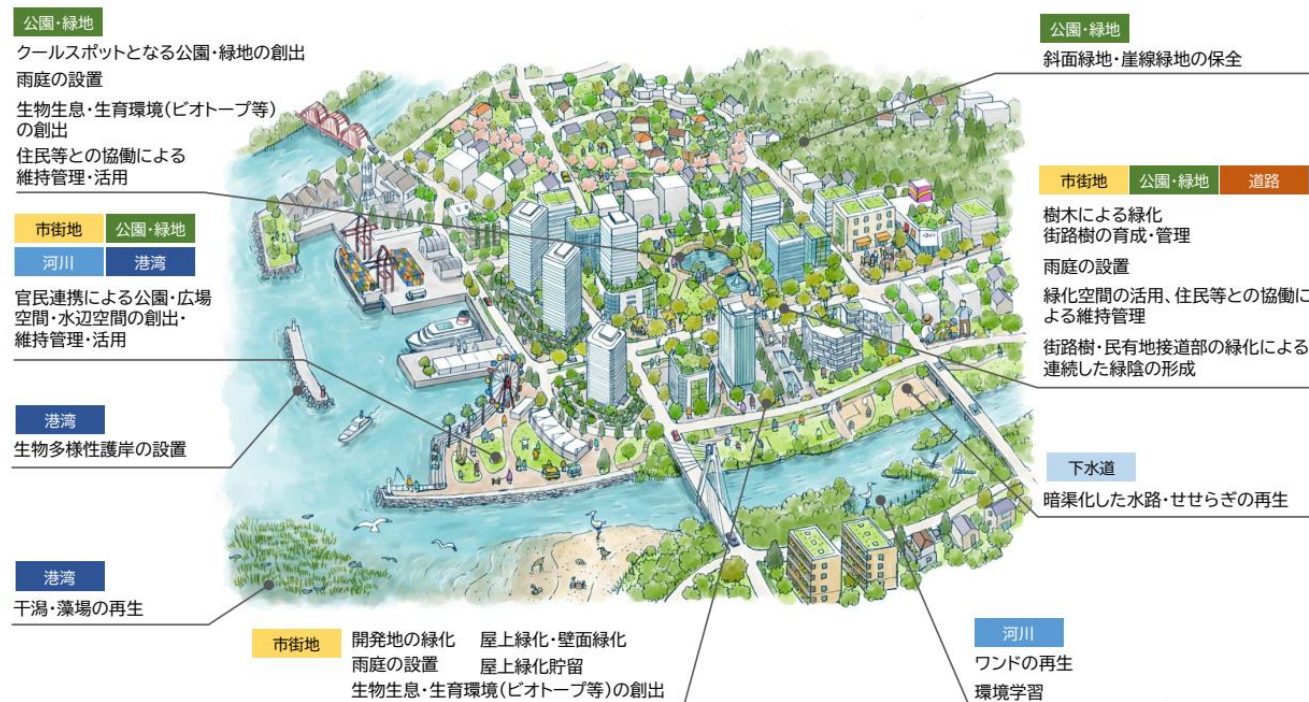 公園・緑地
クールスポットとなる公園・緑地の創出
雨庭の設置
生物生息・生育環境(ビオトープ等)
の創出
住民等との協働による
維持管理・活用
市街地 公園・緑地
河川 港湾
官民連携による公園・広場
空間・水辺空間の創出・
維持管理・活用
港湾
生物多様性護岸の設置
港湾
干潟・藻場の再生
市街地
開発地の緑化 屋上緑化・壁面緑化
雨庭の設置 屋上緑化貯留
生物生息・生育環境(ビオトープ等)の創出
公園・緑地
斜面緑地・崖線緑地の保全
市街地 公園・緑地 道路
樹木による緑化
街路樹の育成・管理
雨庭の設置
緑化空間の活用、住民等との協働に
よる維持管理
街路樹・民有地接道部の緑化による
連続した緑陰の形成
下水道
暗渠化した水路・せせらぎの再生
河川
ワンドの再生
環境学習